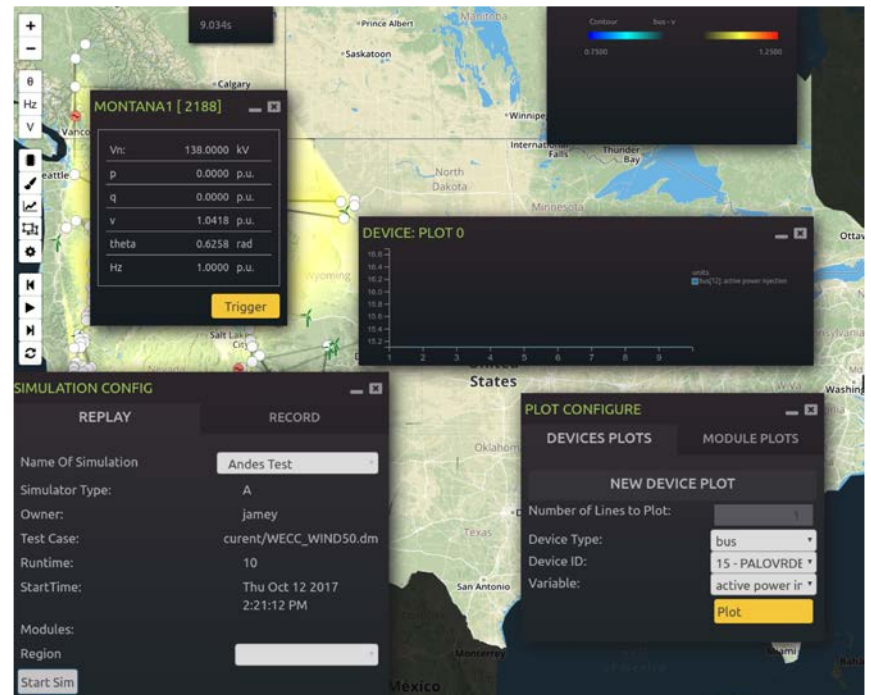 +
−
θ
Hz
V
9.034s
Prince Albert
Manitoba
Saskatoon
Calgary
Contour bus - v
0.7500 1.2500
MONTANA1 [ 2188]
Vn: 138.0000 kV
p 0.0000 p.u.
q 0.0000 p.u.
v 1.0418 p.u.
theta 0.6258 rad
Hz 1.0000 p.u.
Trigger
Vanco
eattle
Winnipe
International
Falls
Thunder
Bay
North
Dakota
Minnesota
Wyoming
Salt Lake
City
Nevada
Ottav
DEVICE: PLOT 0
16.6
16.4
16.2
16.0
15.8
15.6
15.4
15.2
1 2 3 4 5 6 7 8 9
units
bus[12]: active power injection
nsylvania
United
States
Washing
SIMULATION CONFIG
REPLAY RECORD
Name Of Simulation Andes Test
Simulator Type: A
Owner: jamey
Test Case: curent/WECC_WIND50.dm
Runtime: 10
StartTime: Thu Oct 12 2017
2:21:12 PM
Modules:
Region
Start Sim
Oklahom
Texas
San Antonio
Monterrey
México
PLOT CONFIGURE
DEVICES PLOTS MODULE PLOTS
NEW DEVICE PLOT
Number of Lines to Plot: 1
Device Type: bus
Device ID: 15 - PALOVRDE
Variable: active power in
Plot
Miami